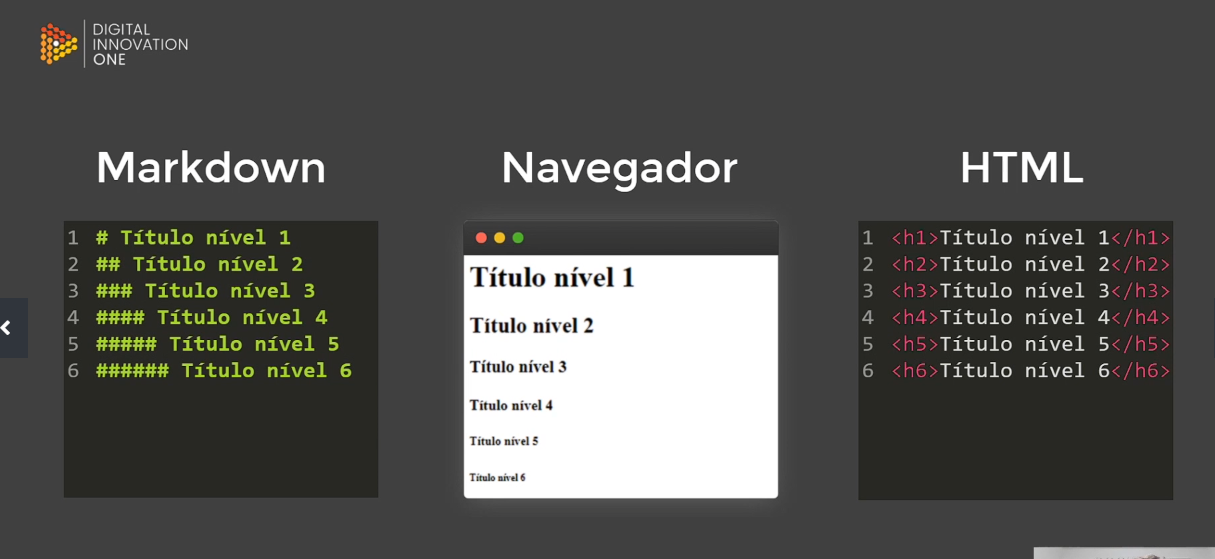 DIGITAL
INNOVATION
ONE
Markdown
1 # Título nível 1
2 ## Título nível 2
3 ### Título nível 3
4 #### Título nível 4
5 ##### Título nível 5
6 ###### Título nível 6
Navegador
Título nível 1
Título nível 2
Título nível 3
Título nível 4
Título nível 5
Título nível 6
HTML
1 <h1>Título nível 1</h1>
2 <h2>Título nível 2</h2>
3 <h3>Título nível 3</h3>
4 <h4>Título nível 4</h4>
5 <h5>Título nível 5</h5>
6 <h6>Título nível 6</h6>